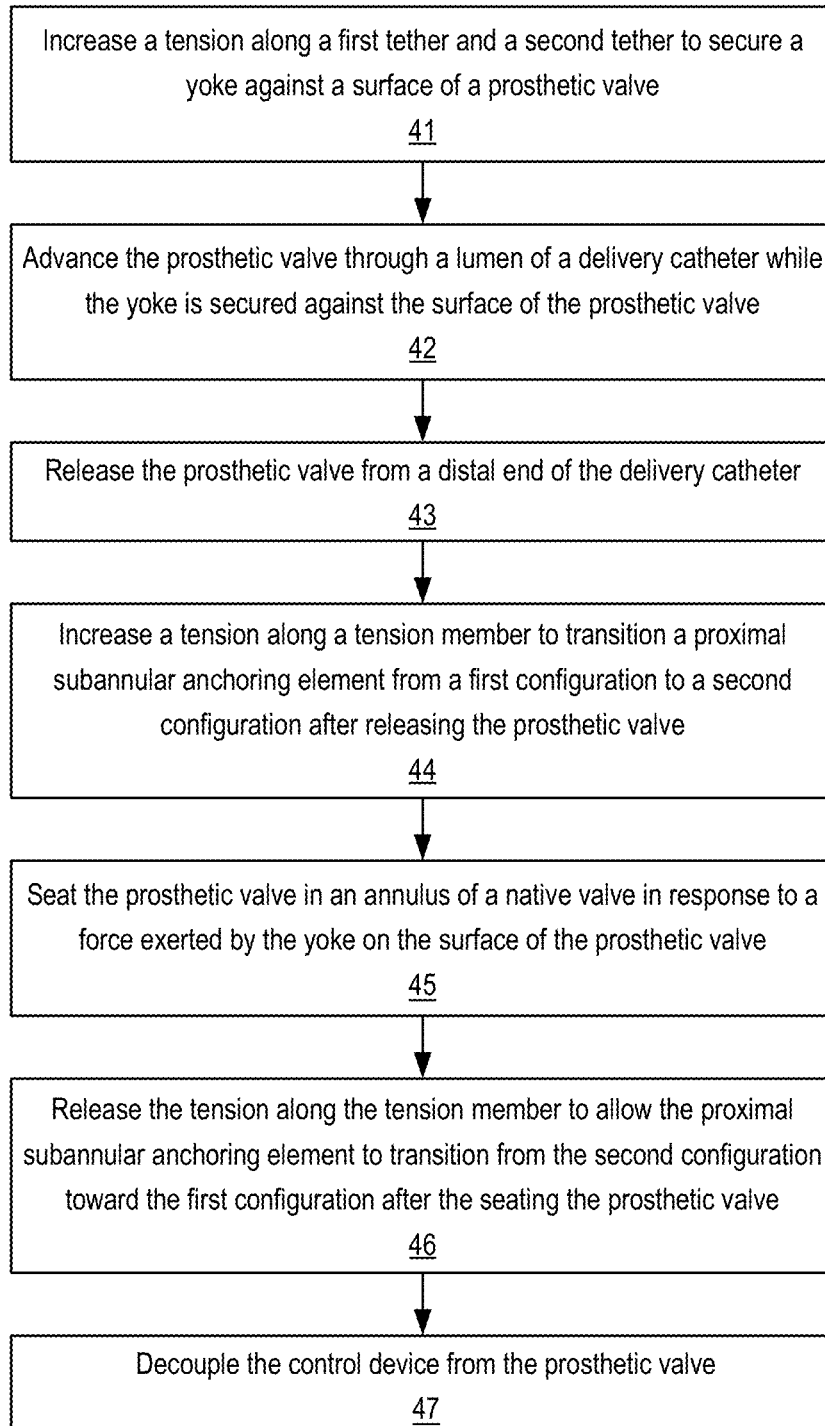 Increase a tension along a first tether and a second tether to secure a
yoke against a surface of a prosthetic valve
41
Advance the prosthetic valve through a lumen of a delivery catheter while
the yoke is secured against the surface of the prosthetic valve
42
Release the prosthetic valve from a distal end of the delivery catheter
43
Increase a tension along a tension member to transition a proximal
subannular anchoring element from a first configuration to a second
configuration after releasing the prosthetic valve
44
Seat the prosthetic valve in an annulus of a native valve in response to a
force exerted by the yoke on the surface of the prosthetic valve
45
Release the tension along the tension member to allow the proximal
subannular anchoring element to transition from the second configuration
toward the first configuration after the seating the prosthetic valve
46
Decouple the control device from the prosthetic valve
47